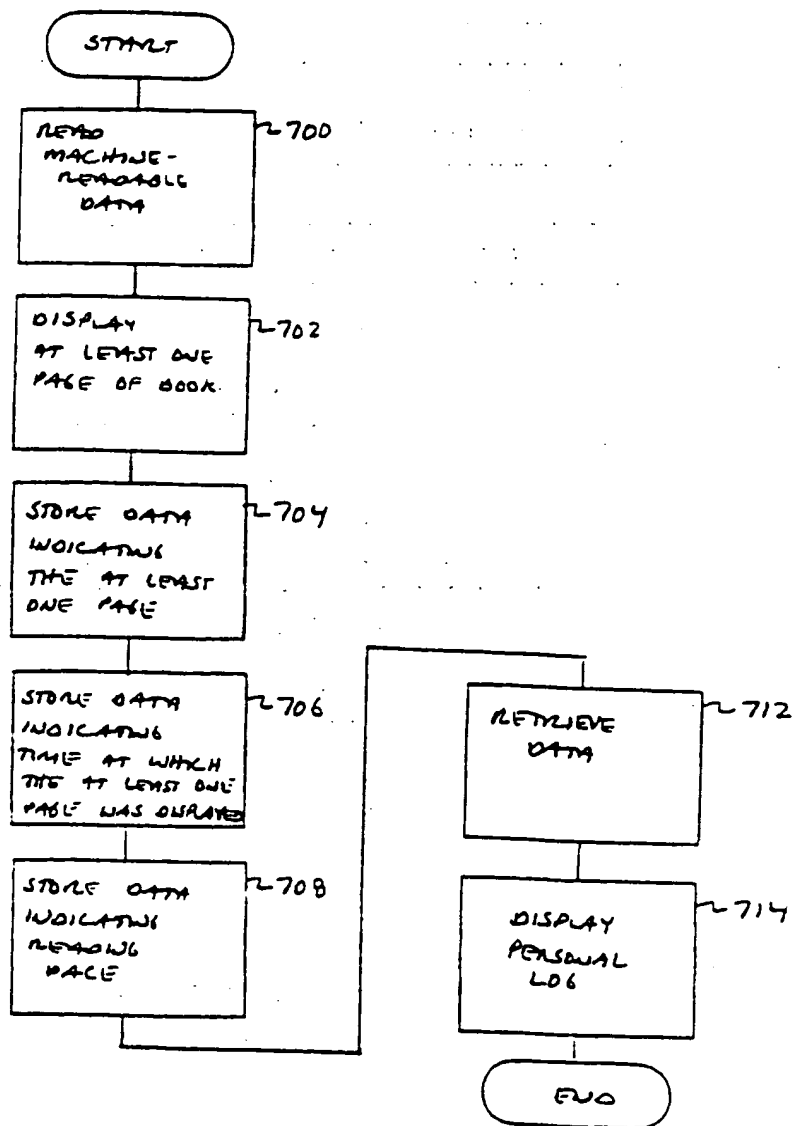 START
READ
MACHINE-
READABLE
DATA
700
DISPLAY
AT LEAST ONE
PAGE OF BOOK
702
STORE DATA
INDICATING
THE AT LEAST
ONE PAGE
704
STORE DATA
INDICATING
TIME AT WHICH
THE AT LEAST ONE
PAGE WAS DISPLAYED
706
STORE DATA
INDICATING
READING
PACE
708
RETRIEVE
DATA
712
DISPLAY
PERSONAL
LOG
714
END